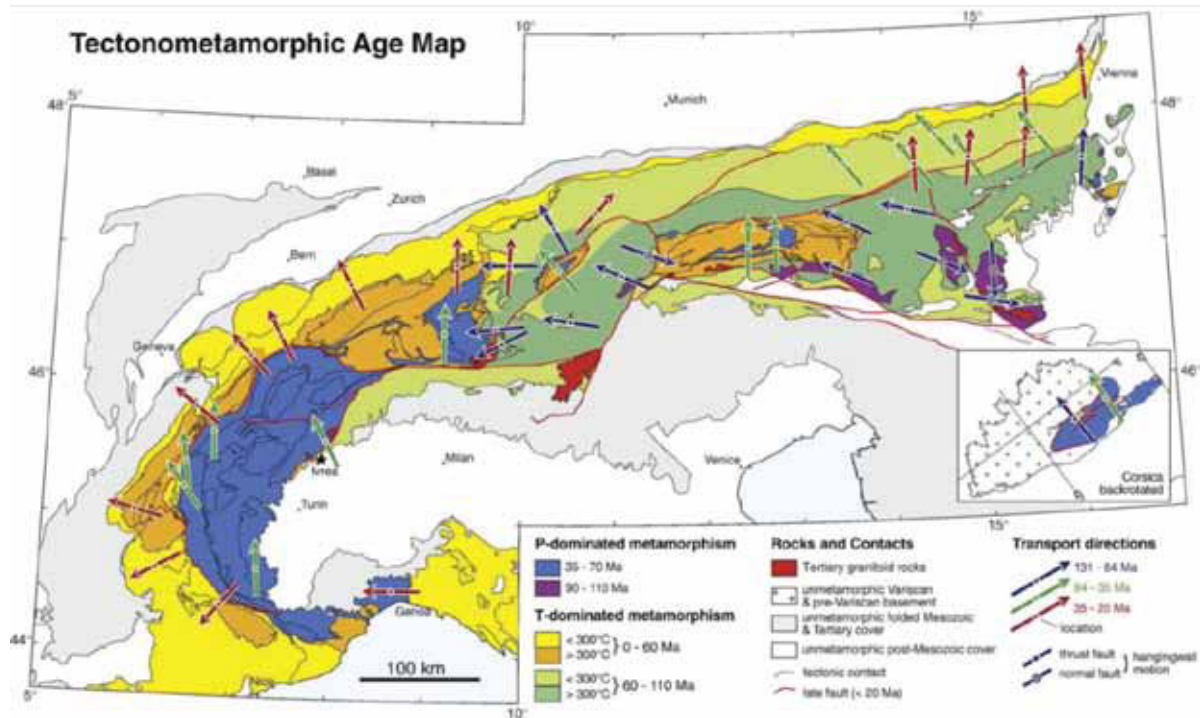 Tectonometamorphic Age Map
5°
10°
15°
48°
48°
Vienna
Munich
Basel
Zurich
Bern
Geneva
46°
46°
Ivrea
Milan
Venice
Turin
Genoa
Nice
44°
5°
10°
15°
100 km
Corsica
backrotated
P-dominated metamorphism
35 - 70 Ma
90 - 110 Ma
T-dominated metamorphism
< 300°C
> 300°C
0 - 60 Ma
< 300°C
> 300°C
60 - 110 Ma
Rocks and Contacts
Tertiary granitoid rocks
unmetamorphic Variscan
& pre-Variscan basement
unmetamorphic folded Mesozoic
& Tertiary cover
unmetamorphic post-Mesozoic cover
tectonic contact
late fault (< 20 Ma)
Transport directions
131 - 84 Ma
84 - 35 Ma
35 - 20 Ma
location
thrust fault
normal fault
hangingwall
motion